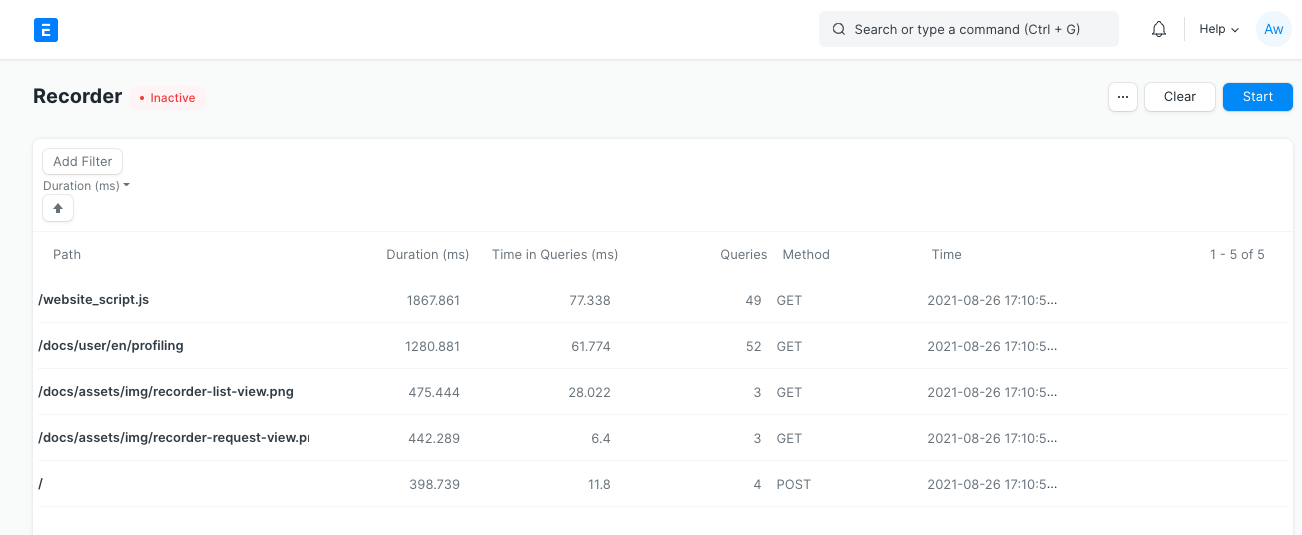 E Search or type a command (Ctrl + G) Help Aw
Recorder • Inactive ... Clear Start
Add Filter
Duration (ms)
Path Duration (ms) Time in Queries (ms) Queries Method Time 1 - 5 of 5
/website_script.js 1867.861 77.338 49 GET 2021-08-26 17:10:5...
/docs/user/en/profiling 1280.881 61.774 52 GET 2021-08-26 17:10:5...
/docs/assets/img/recorder-list-view.png 475.444 28.022 3 GET 2021-08-26 17:10:5...
/docs/assets/img/recorder-request-view.p 442.289 6.4 3 GET 2021-08-26 17:10:5...
/ 398.739 11.8 4 POST 2021-08-26 17:10:5...